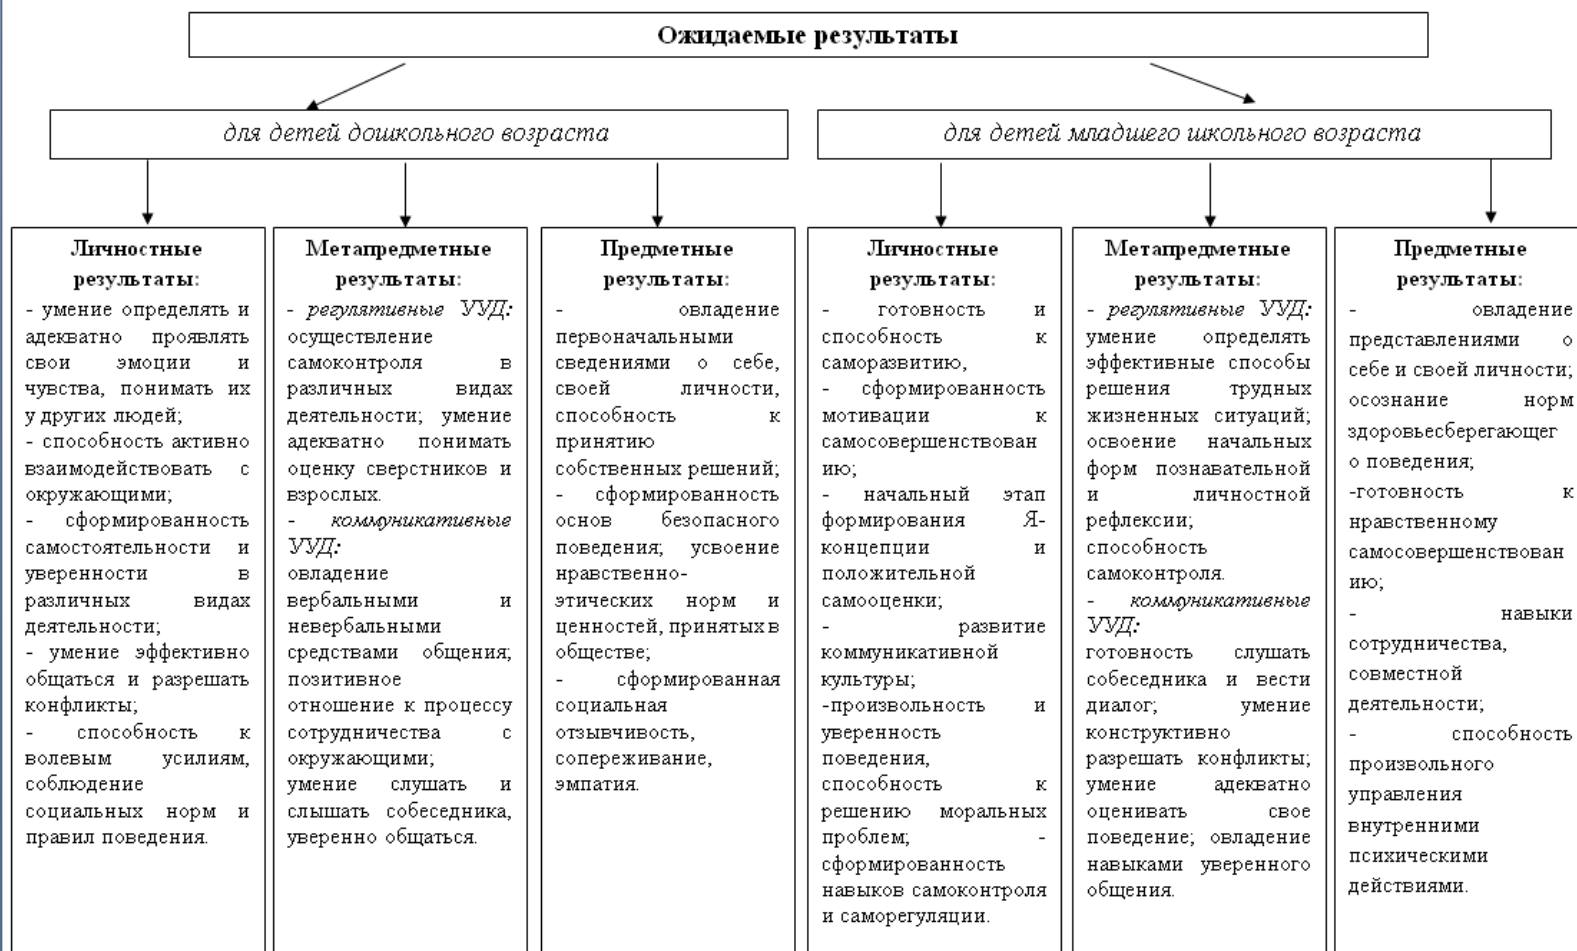 Ожидаемые результаты
для детей дошкольного возраста
для детей младшего школьного возраста
Личностные
результаты:
- умение определять и
адекватно проявлять
свои эмоции и
чувства, понимать их
у других людей;
- способность активно
взаимодействовать с
окружающими;
- сформированность
самостоятельности и
уверенности в
различных видах
деятельности;
- умение эффективно
общаться и разрешать
конфликты;
- способность к
волевым усилиям,
соблюдение
социальных норм и
правил поведения.
Метапредметные
результаты:
- регулятивные УУД:
осуществление
самоконтроля в
различных видах
деятельности; умение
адекватно понимать
оценку сверстников и
взрослых.
- коммуникативные
УУД:
овладение
вербальными и
невербальными
средствами общения;
позитивное
отношение к процессу
сотрудничества с
окружающими;
умение слушать и
слышать собеседника,
уверенно общаться.
Предметные
результаты:
- овладение
первоначальными
сведениями о себе,
своей личности,
способность к
принятию
собственных решений;
- сформированность
основ безопасного
поведения; усвоение
нравственно-
этических норм и
ценностей, принятых в
обществе;
- сформированная
социальная
отзывчивость,
сопереживание,
эмпатия.
Личностные
результаты:
- готовность и
способность к
саморазвитию,
- сформированность
мотивации к
самосовершенствован
ию;
- начальный этап
формирования Я-
концепции и
положительной
самооценки;
- развитие
коммуникативной
культуры;
-произвольность и
уверенность
поведения,
способность к
решению моральных
проблем; -
сформированность
навыков самоконтроля
и саморегуляции.
Метапредметные
результаты:
- регулятивные УУД:
умение определять
эффективные способы
решения трудных
жизненных ситуаций;
освоение начальных
форм познавательной
и личностной
рефлексии;
способность
самоконтроля.
- коммуникативные
УУД:
готовность слушать
собеседника и вести
диалог; умение
конструктивно
разрешать конфликты;
умение адекватно
оценивать свое
поведение; овладение
навыками уверенного
общения.
Предметные
результаты:
- овладение
представлениями о
себе и своей личности;
осознание норм
здоровьесберегающег
о поведения;
-готовность к
нравственному
самосовершенствован
ию;
- навыки
сотрудничества,
совместной
деятельности;
- способность
произвольного
управления
внутренними
психическими
действиями.